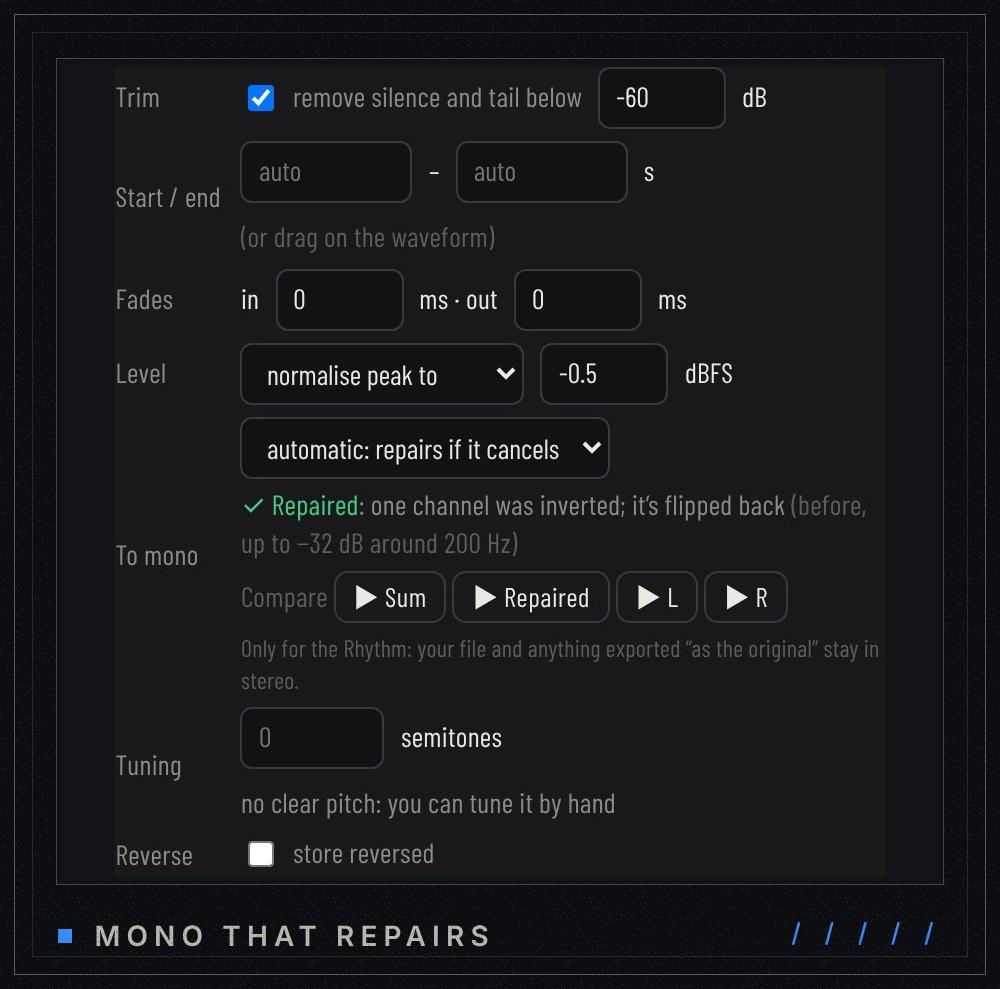 Trim remove silence and tail below -60 dB
auto – auto s
Start / end
(or drag on the waveform)
Fades in 0 ms · out 0 ms
Level normalise peak to -0.5 dBFS
automatic: repairs if it cancels
✓ Repaired: one channel was inverted; it’s flipped back (before,
up to −32 dB around 200 Hz)
To mono
Compare ▶ Sum ▶ Repaired ▶ L ▶ R
Only for the Rhythm: your file and anything exported “as the original” stay in
stereo.
0 semitones
Tuning
no clear pitch: you can tune it by hand
Reverse store reversed
MONO THAT REPAIRS / / / / /